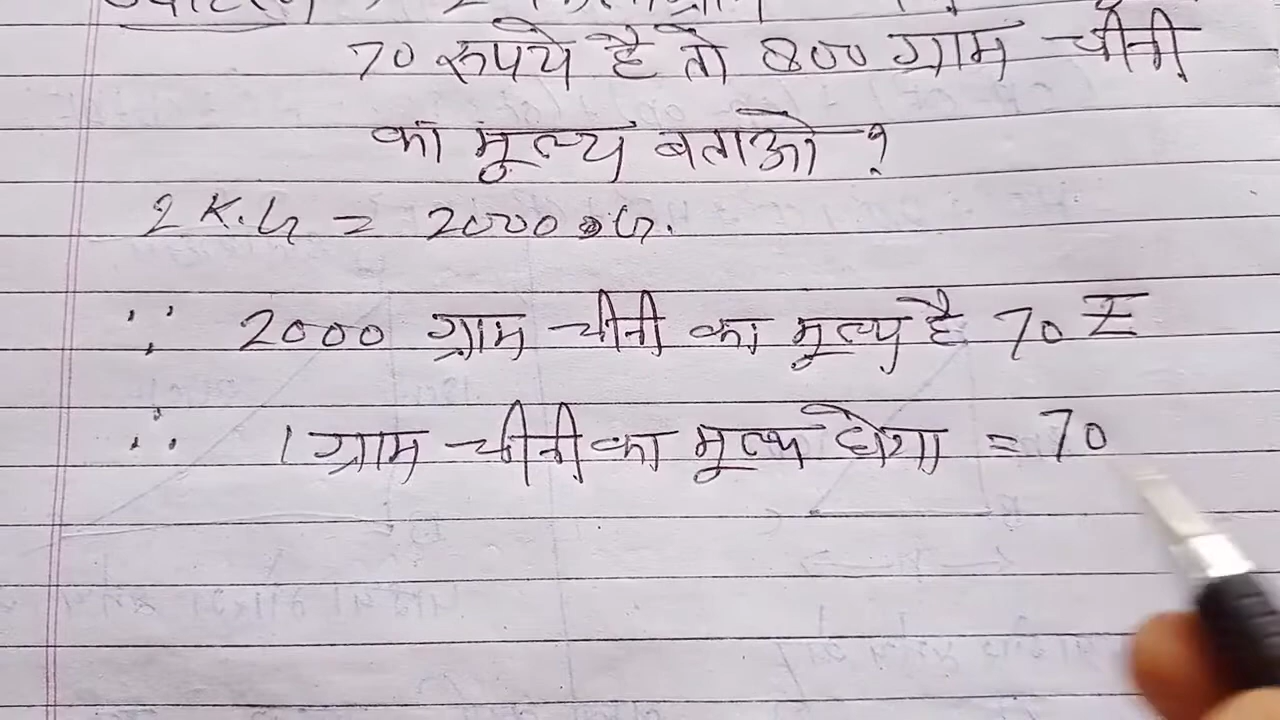 70 रुपये है तो 800 ग्राम चीनी
का मूल्य बताओ ?
2 K.G = 2000 G.
∵ 2000 ग्राम चीनी का मूल्य है 70 ₹
∴ 1 ग्राम चीनी का मूल्य होगा = 70